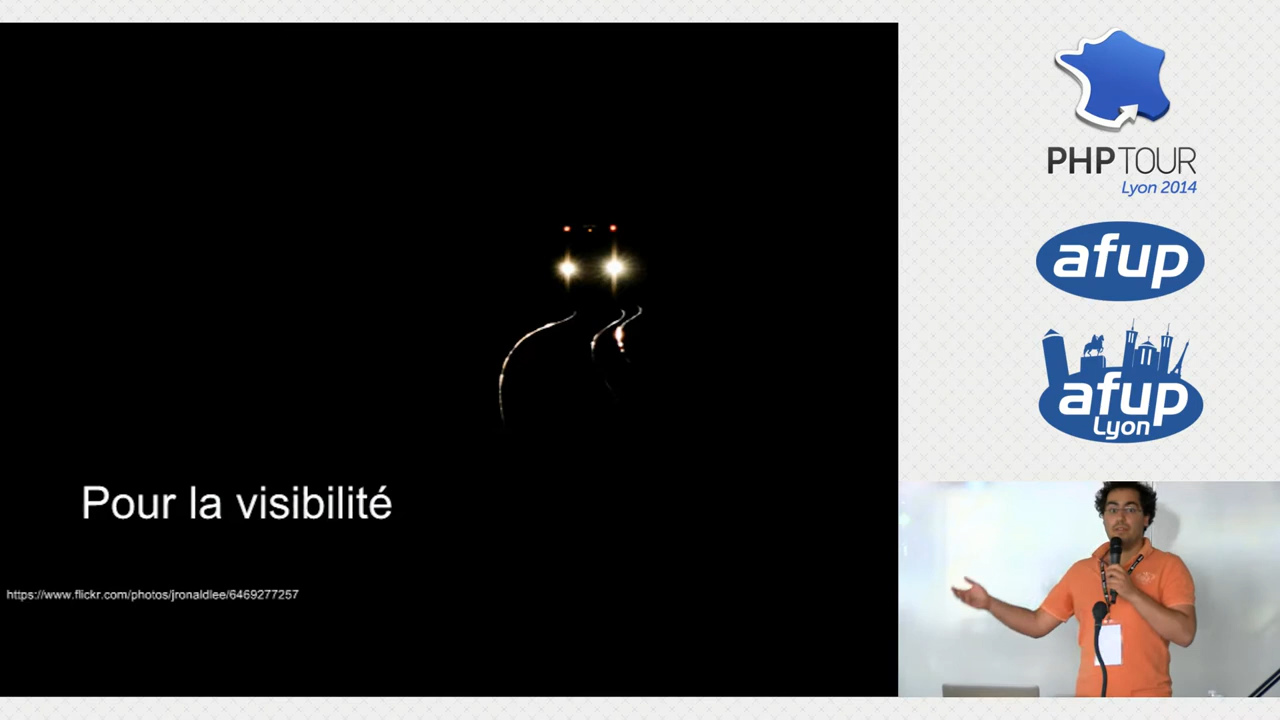 Pour la visibilité
https://www.flickr.com/photos/jronaldlee/6469277257
PHPTOUR
Lyon 2014
afup
afup
Lyon